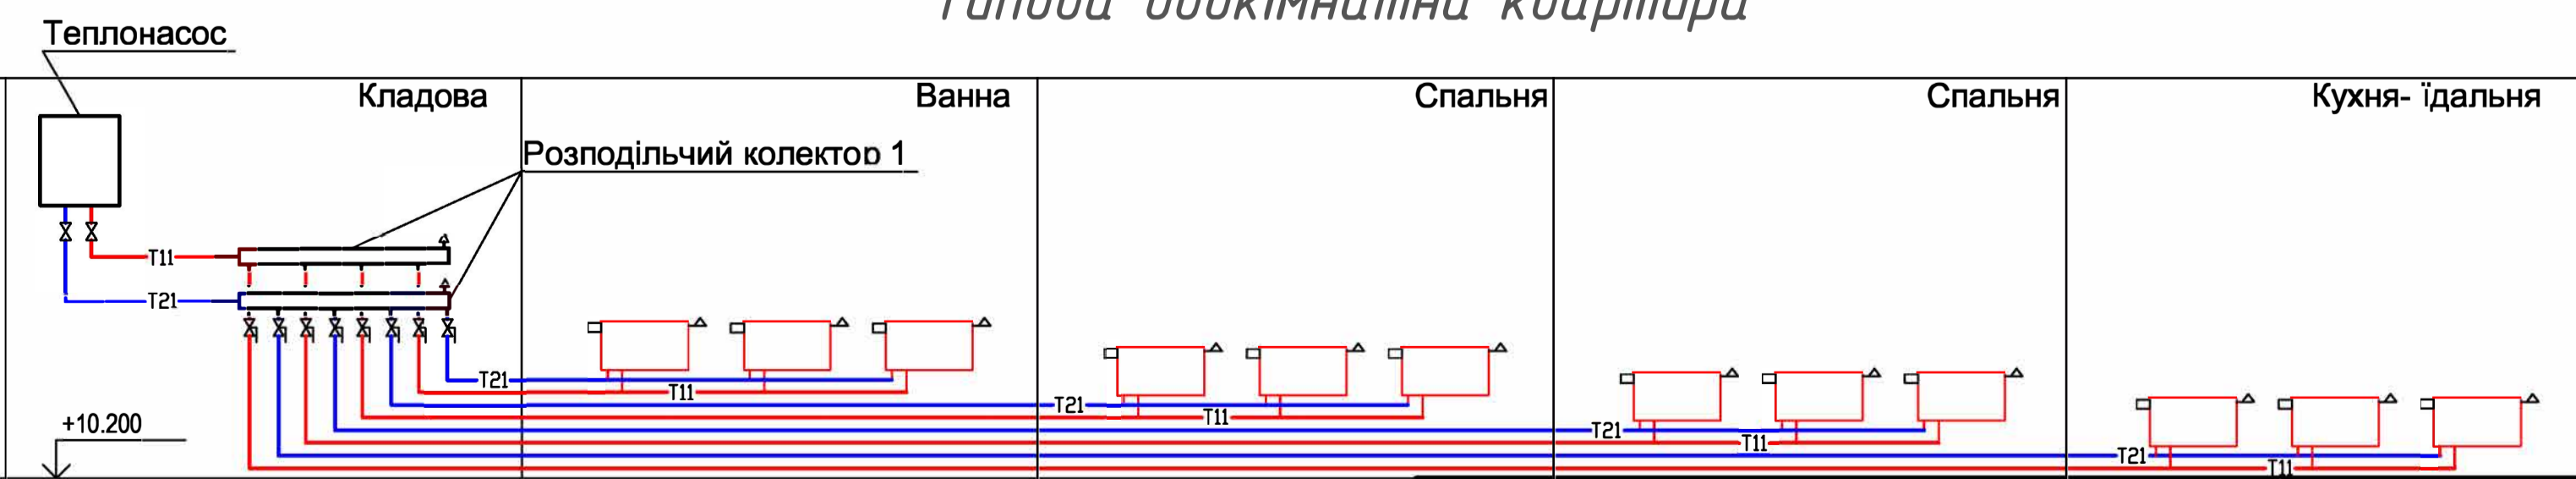 квартира
Теплонасос
Кладова
Ванна
Спальня
Спальня
Кухня- їдальня
Розподільчий колектор 1
T11
T21
T21
T11
T21
T11
T21
T11
T21
T11
+10.200